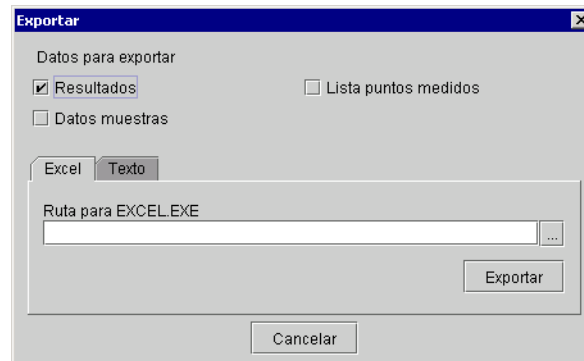 Exportar
Datos para exportar
Resultados Lista puntos medidos
Datos muestras
Excel Texto
Ruta para EXCEL.EXE
...
Exportar
Cancelar